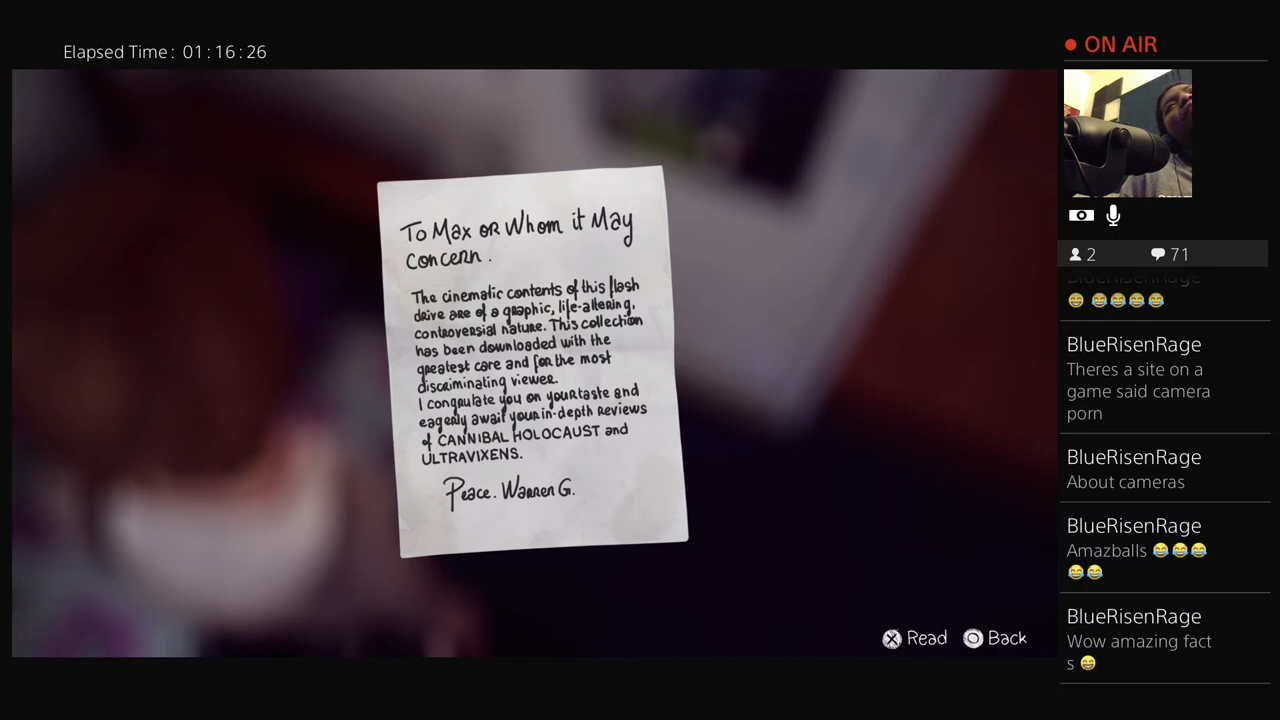 Elapsed Time: 01:16:26
ON AIR
To Max or Whom it May
Concern.
The cinematic contents of this flash
drive are of a graphic, life-altering,
controversial nature. This collection
has been downloaded with the
greatest care and for the most
discriminating viewer.
I congrulate you on your taste and
eagerly await your in-depth reviews
of CANNIBAL HOLOCAUST and
ULTRAVIXENS.
Peace. Warren G.
Read Back
2 71
BlueRisenRage
😁 😂😂😂😂
BlueRisenRage
Theres a site on a
game said camera
porn
BlueRisenRage
About cameras
BlueRisenRage
Amazballs 😂😂😂
😂😂
BlueRisenRage
Wow amazing fact
s 😁